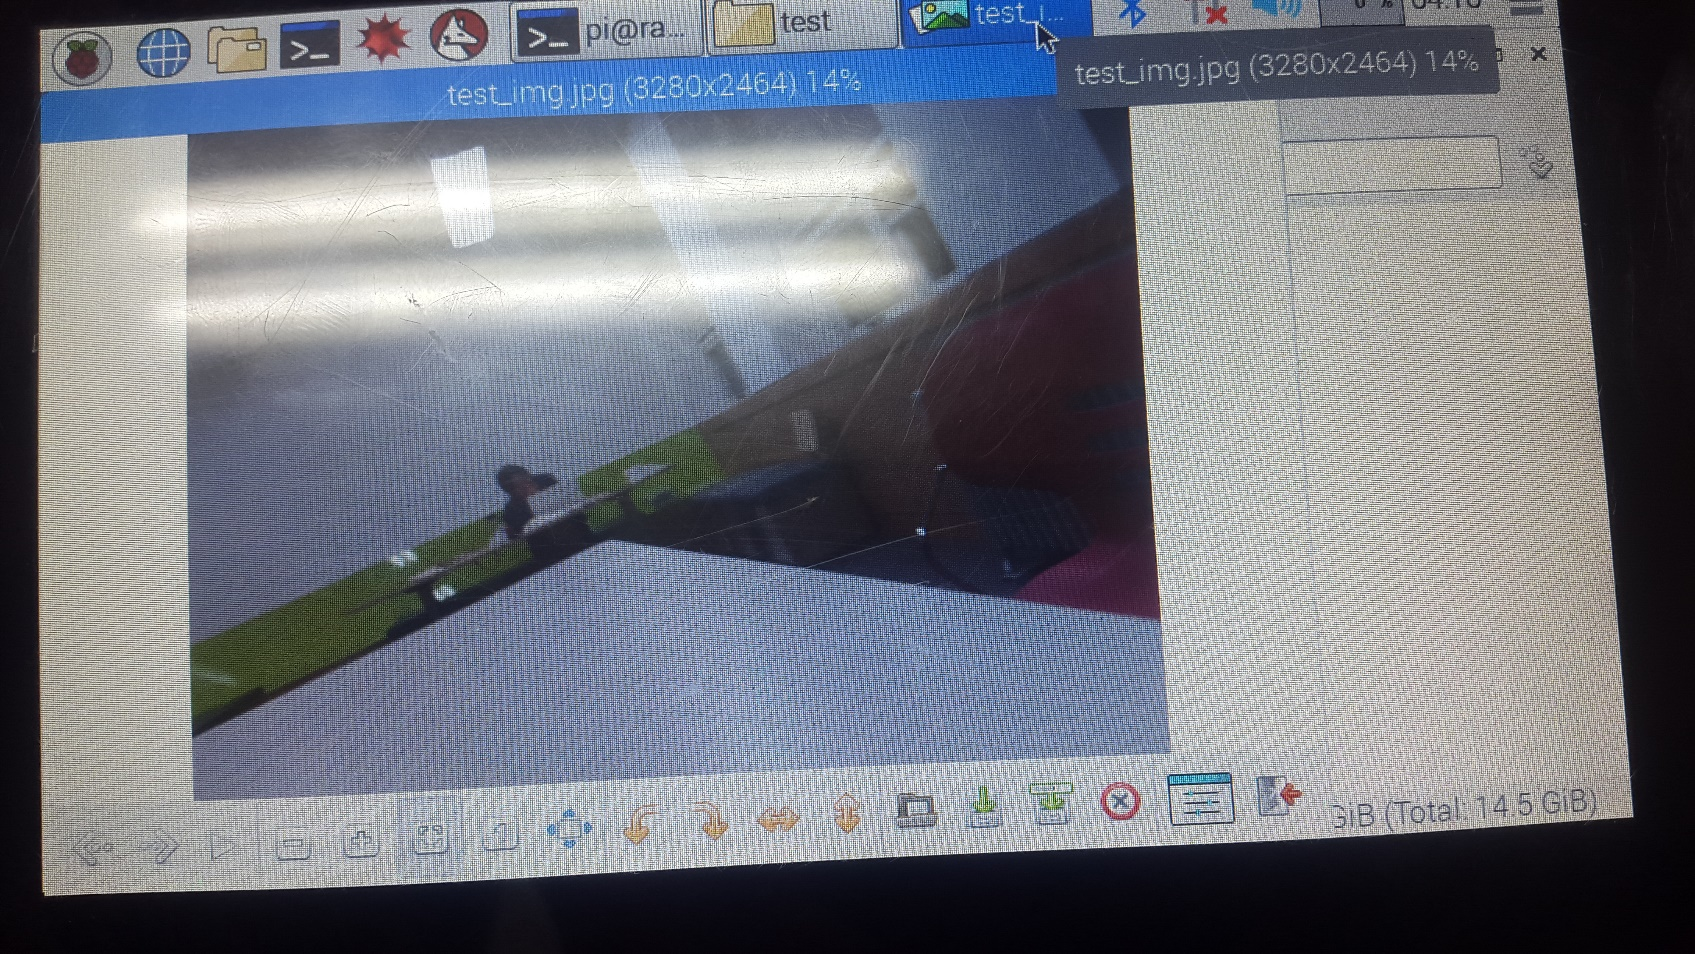 pi@ra...
test
test_i...
test_img.jpg (3280x2464) 14%
test_img.jpg (3280x2464) 14%
GiB (Total: 14.5 GiB)